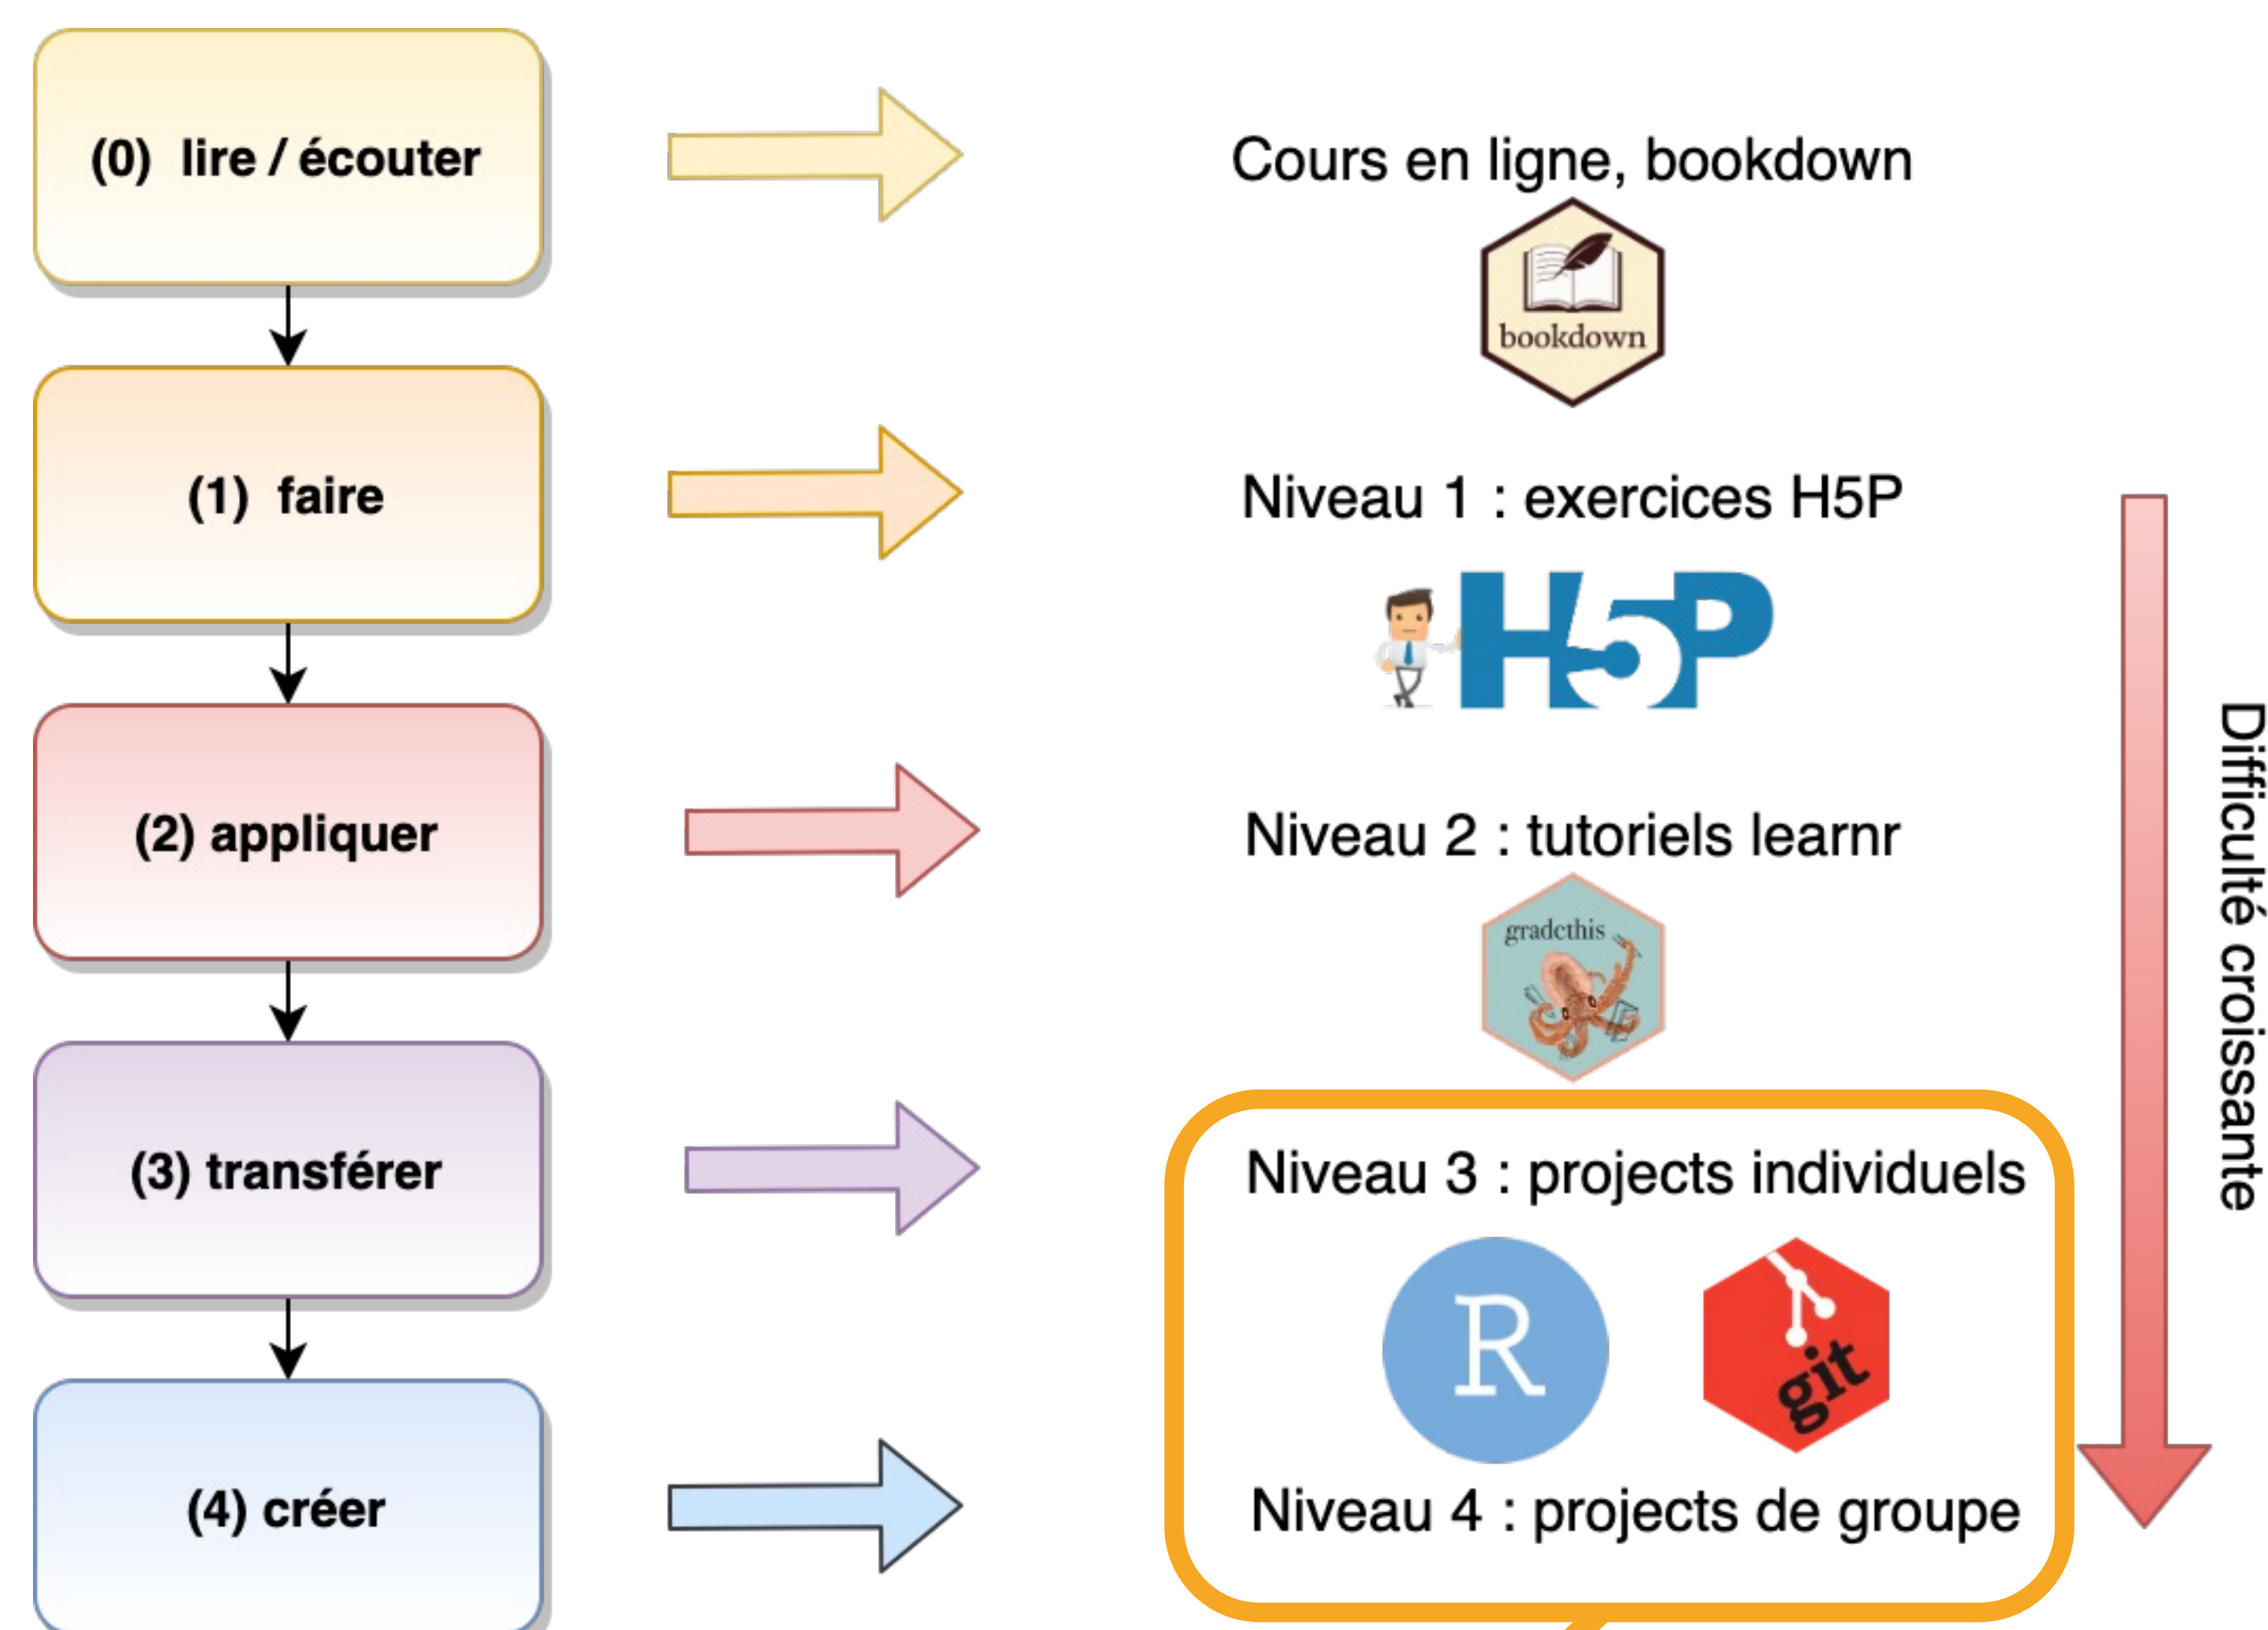 (0) lire / écouter
Cours en ligne, bookdown
bookdown
(1) faire
Niveau 1 : exercices H5P
H5P
(2) appliquer
Niveau 2 : tutoriels learnr
gradethis
(3) transférer
Niveau 3 : projects individuels
R
git
(4) créer
Niveau 4 : projects de groupe
Difficulté croissante